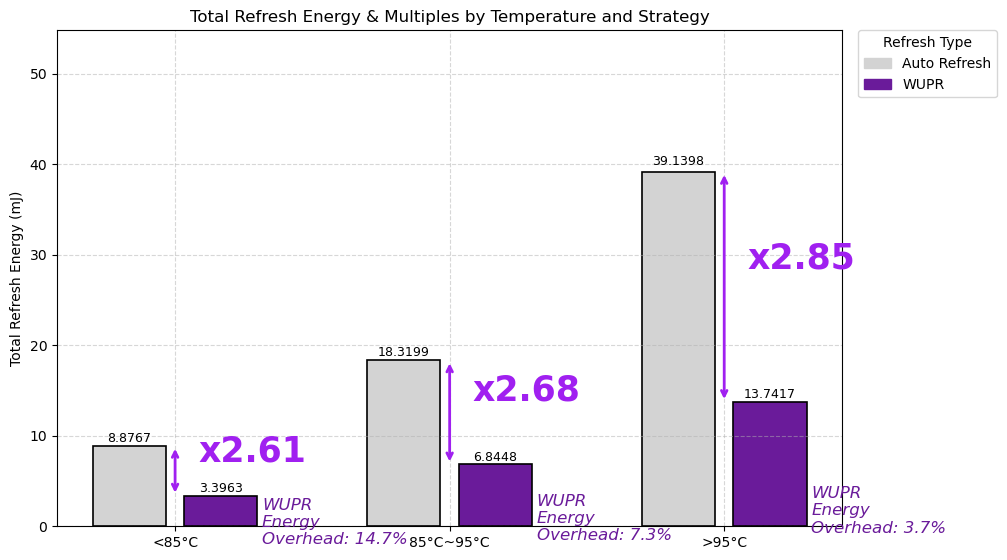 Total Refresh Energy & Multiples by Temperature and Strategy
Refresh Type
Auto Refresh
WUPR
Total Refresh Energy (mJ)
50
40
30
20
10
0
8.8767
x2.61
3.3963
WUPR
Energy
Overhead: 14.7%
18.3199
x2.68
6.8448
WUPR
Energy
Overhead: 7.3%
39.1398
x2.85
13.7417
WUPR
Energy
Overhead: 3.7%
<85°C
85°C~95°C
>95°C